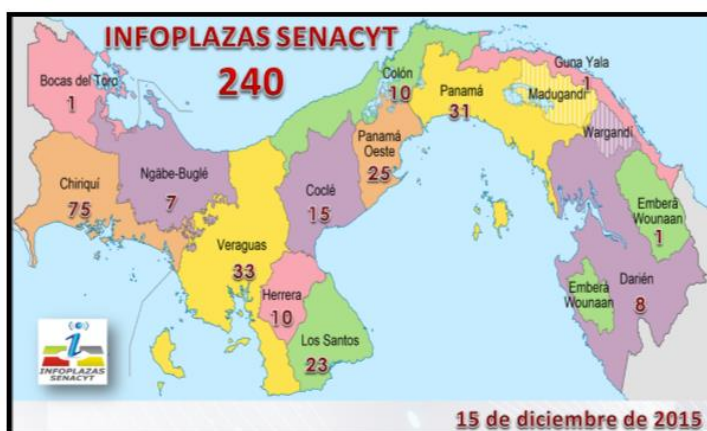 INFOPLAZAS SENACYT
240
Bocas del Toro
1
Ngäbe-Buglé
7
Chiriquí
75
Veraguas
33
Herrera
10
Los Santos
23
Coclé
15
Colón
10
Panamá
Oeste
25
Panamá
31
Guna Yala
1
Madugandí
Wargandí
Emberá
Wounaan
1
Emberá
Wounaan
Darién
8
INFOPLAZAS
SENACYT
15 de diciembre de 2015